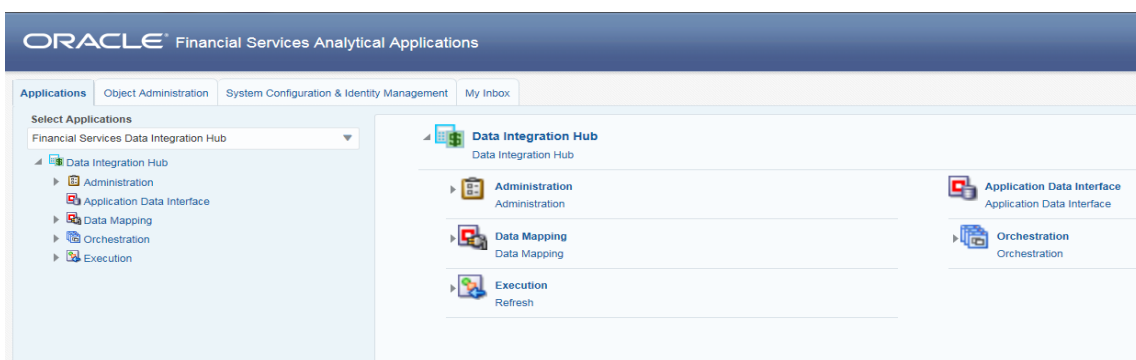 ORACLE® Financial Services Analytical Applications
Applications Object Administration System Configuration & Identity Management My Inbox
Select Applications
Financial Services Data Integration Hub
Data Integration Hub
Administration
Application Data Interface
Data Mapping
Orchestration
Execution
Data Integration Hub
Data Integration Hub
Administration
Administration
Application Data Interface
Application Data Interface
Data Mapping
Data Mapping
Orchestration
Orchestration
Execution
Refresh